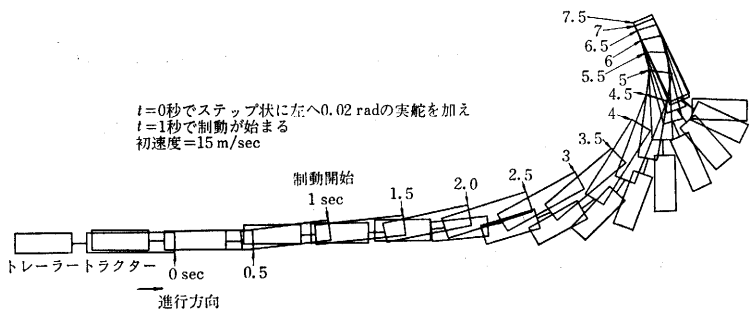 7.5
7
6.5
6
5.5
5
4.5
4
3.5
3
2.5
2.0
1.5
t=0秒でステップ状に左へ0.02 radの実舵を加え
t=1秒で制動が始まる
初速度=15 m/sec
制動開始
1 sec
トレーラー トラクター
0 sec
0.5
進行方向